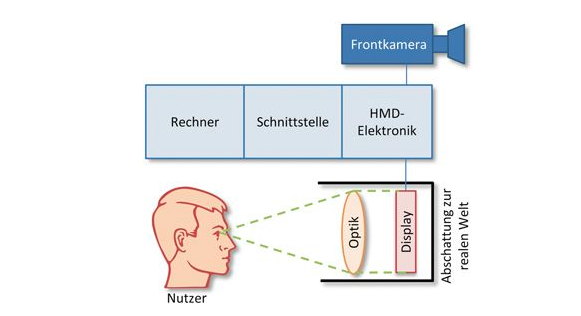 Frontkamera
Rechner
Schnittstelle
HMD-
Elektronik
Optik
Display
Abschattung zur
realen Welt
Nutzer